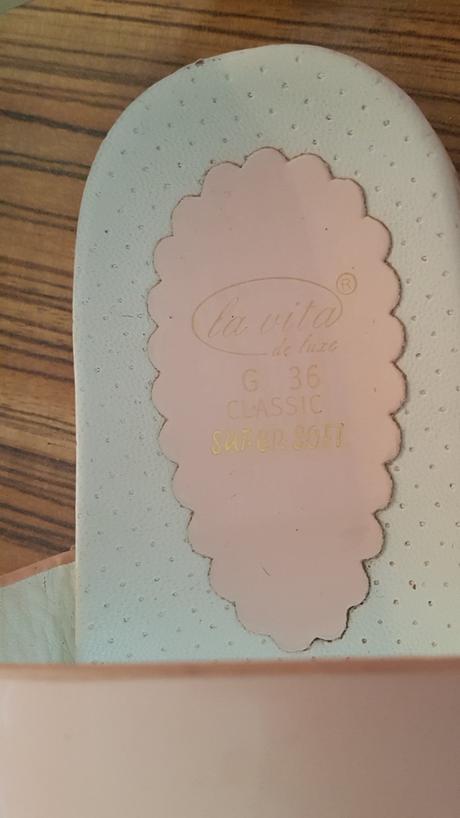 la vita ®
de luxe
G 36
CLASSIC
SUPER SOFT